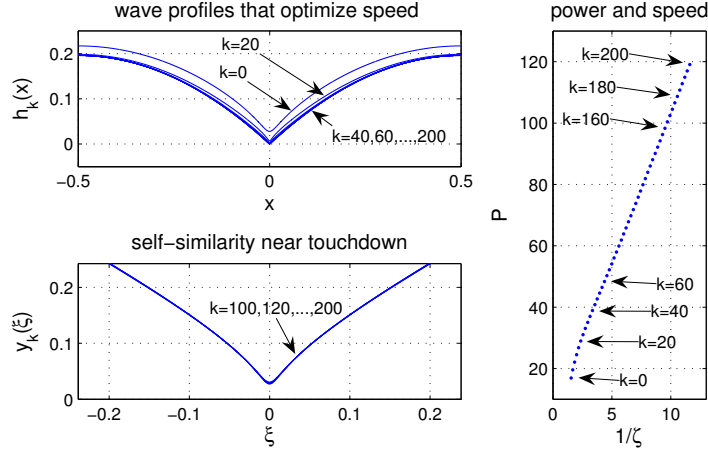 wave profiles that optimize speed
0.2
0.1
0
h_k(x)
k=20
k=0
k=40,60,...,200
−0.5
0
0.5
x
self−similarity near touchdown
0.2
0.1
0
y_k(ξ)
k=100,120,...,200
−0.2
−0.1
0
0.1
0.2
ξ
power and speed
120
100
80
60
40
20
P
k=200
k=180
k=160
k=60
k=40
k=20
k=0
0
5
10
1/ζ